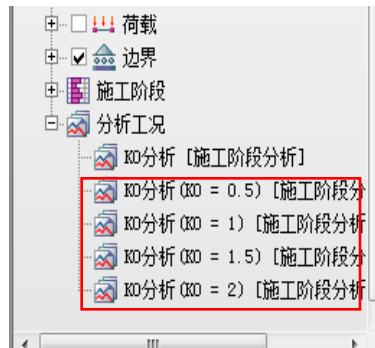 荷载
边界
施工阶段
分析工况
K0分析 [施工阶段分析]
K0分析(K0 = 0.5) [施工阶段分
K0分析(K0 = 1) [施工阶段分析
K0分析(K0 = 1.5) [施工阶段分
K0分析(K0 = 2) [施工阶段分析